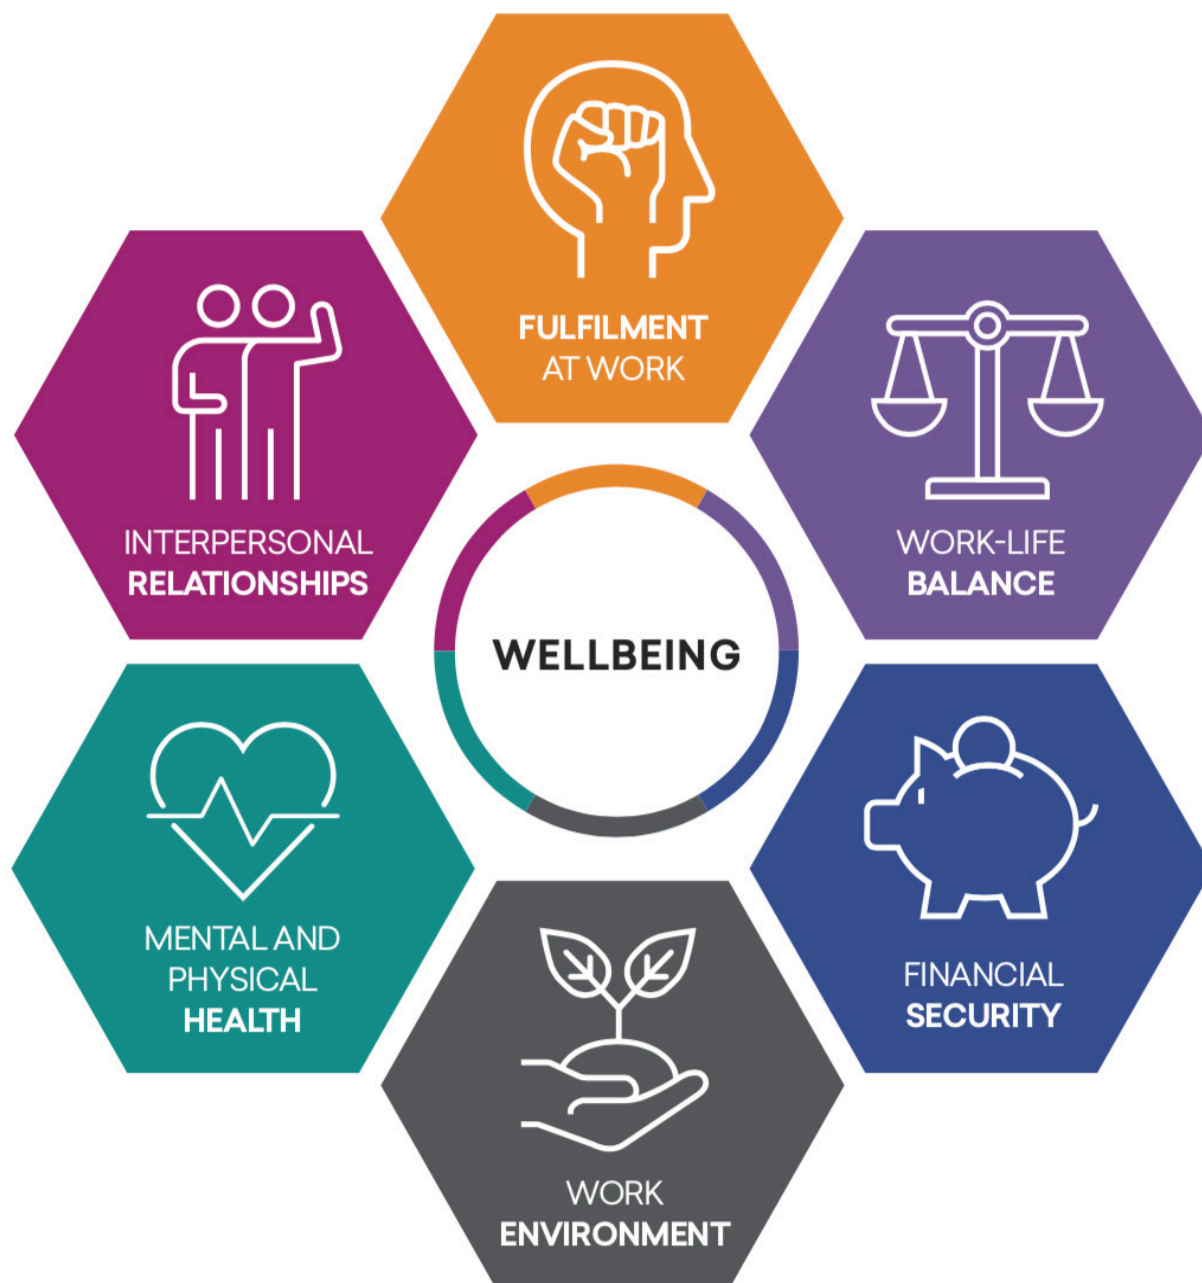 FULFILMENT
AT WORK
INTERPERSONAL
RELATIONSHIPS
WORK-LIFE
BALANCE
WELLBEING
MENTAL AND
PHYSICAL
HEALTH
FINANCIAL
SECURITY
WORK
ENVIRONMENT